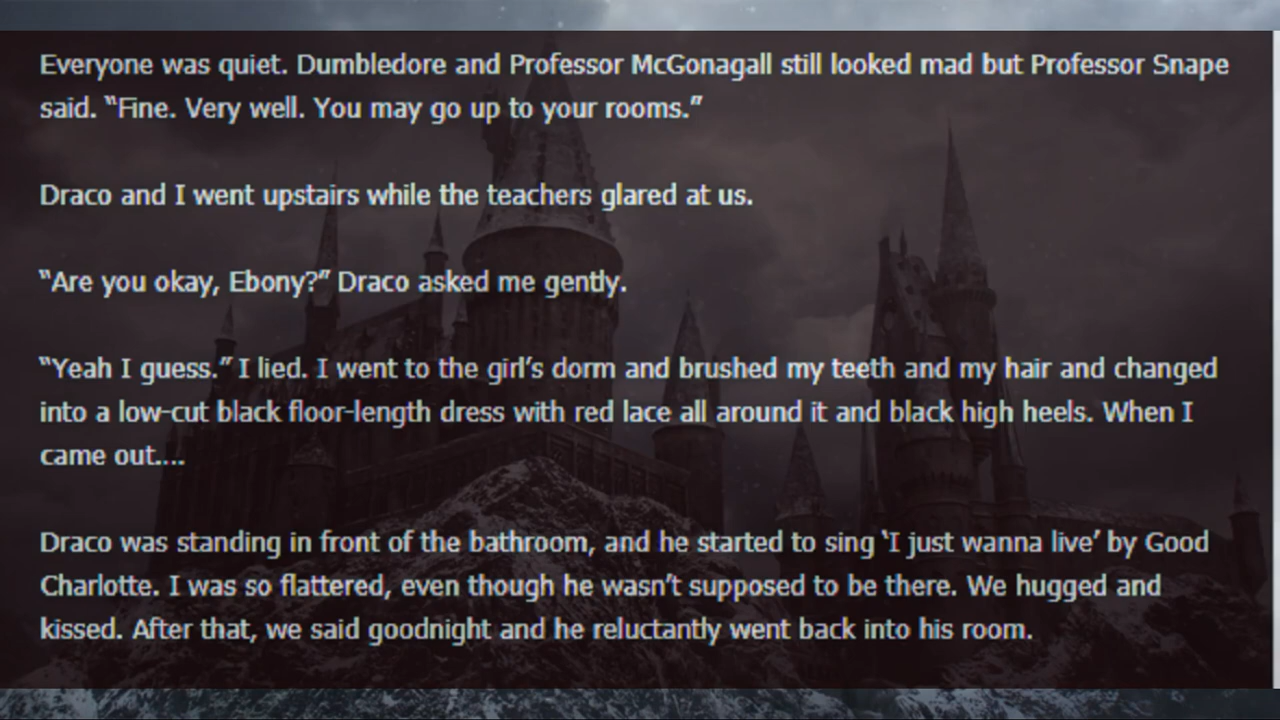 Everyone was quiet. Dumbledore and Professor McGonagall still looked mad but Professor Snape
said. “Fine. Very well. You may go up to your rooms.”
Draco and I went upstairs while the teachers glared at us.
“Are you okay, Ebony?” Draco asked me gently.
“Yeah I guess.” I lied. I went to the girl’s dorm and brushed my teeth and my hair and changed
into a low-cut black floor-length dress with red lace all around it and black high heels. When I
came out....
Draco was standing in front of the bathroom, and he started to sing ‘I just wanna live’ by Good
Charlotte. I was so flattered, even though he wasn’t supposed to be there. We hugged and
kissed. After that, we said goodnight and he reluctantly went back into his room.